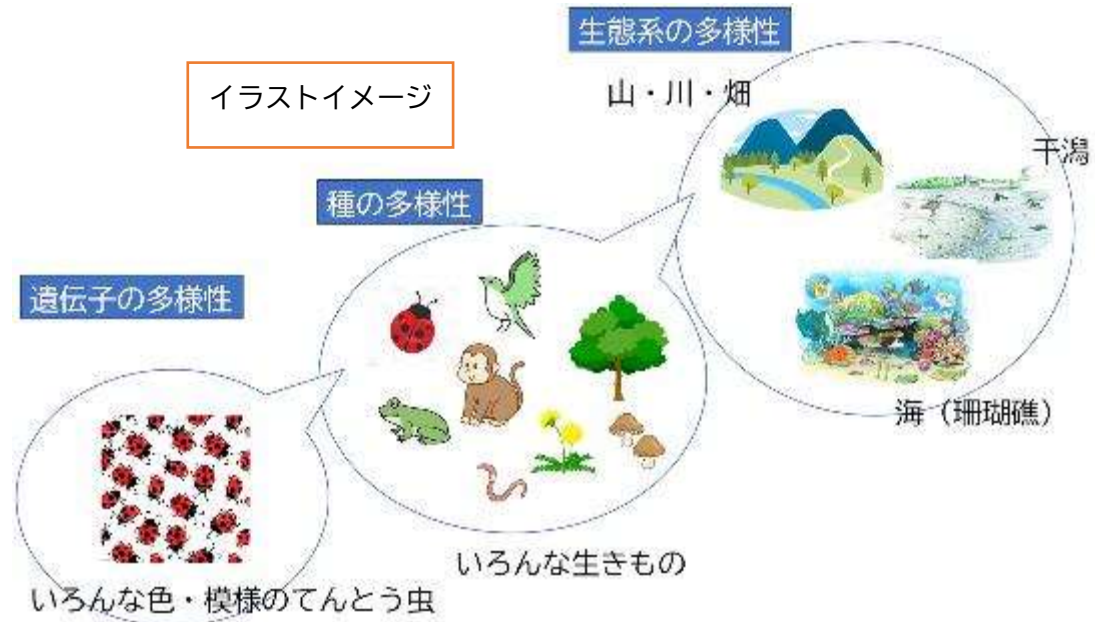 生態系の多様性
イラストイメージ
山・川・畑
干潟
種の多様性
遺伝子の多様性
海（珊瑚礁）
いろんな生きもの
いろんな色・模様のてんとう虫